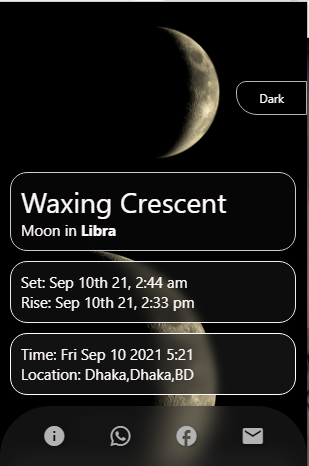 Dark
Waxing Crescent
Moon in Libra
Set: Sep 10th 21, 2:44 am
Rise: Sep 10th 21, 2:33 pm
Time: Fri Sep 10 2021 5:21
Location: Dhaka,Dhaka,BD